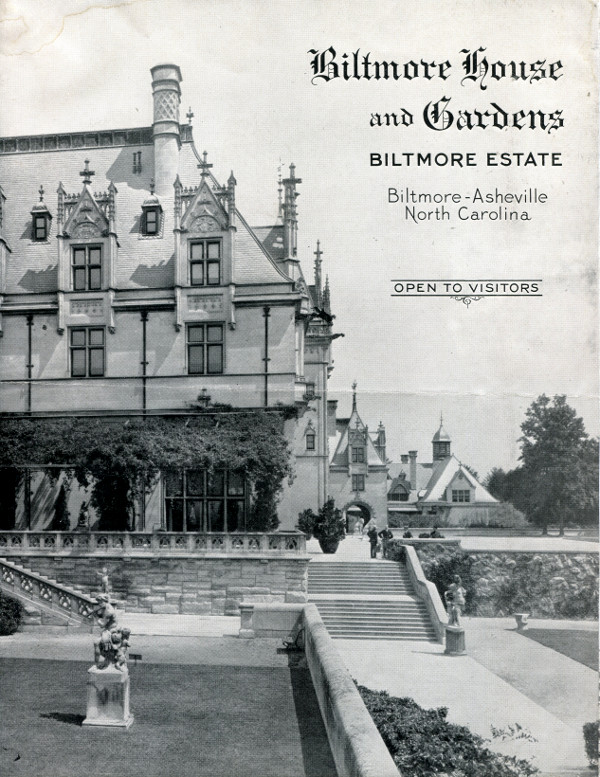 Biltmore House
and Gardens
BILTMORE ESTATE
Biltmore-Asheville
North Carolina
OPEN TO VISITORS